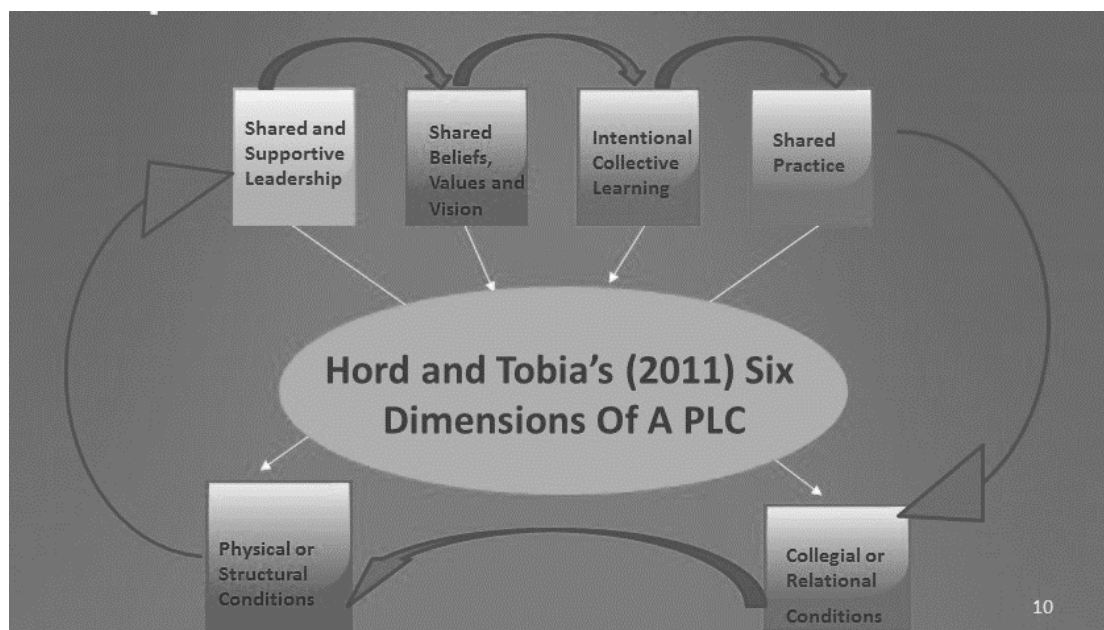 Shared and
Supportive
Leadership
Shared
Beliefs,
Values and
Vision
Intentional
Collective
Learning
Shared
Practice
Hord and Tobia’s (2011) Six
Dimensions Of A PLC
Physical or
Structural
Conditions
Collegial or
Relational
Conditions
10